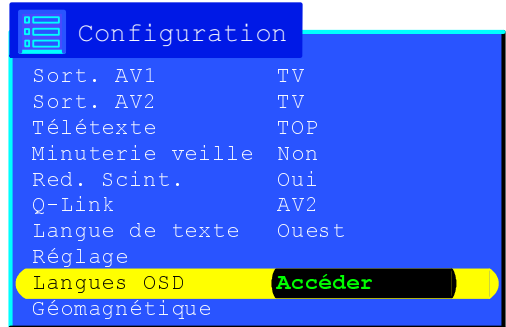 Configuration
Sort. AV1 TV
Sort. AV2 TV
Télétexte TOP
Minuterie veille Non
Red. Scint. Oui
Q-Link AV2
Langue de texte Ouest
Réglage
Langues OSD Accéder
Géomagnétique